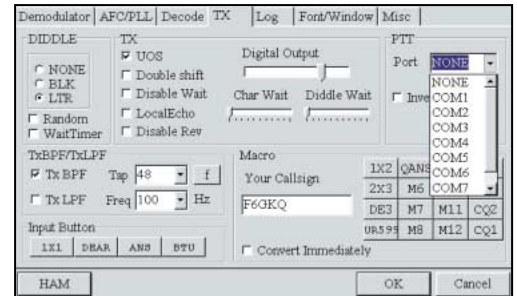 Demodulator AFC/PLL Decode TX Log Font/Window Misc
DIDDLE
NONE
BLK
LTR
Random
WaitTimer
TX
UOS
Double shift
Disable Wait
LocalEcho
Disable Rev
Digital Output
Char Wait Diddle Wait
PTT
Port NONE
Inve
NONE
COM1
COM2
COM3
COM4
COM5
COM6
COM7
TxBPF/TxLPF
Tx BPF Tap 48 f
Tx LPF Freq 100 Hz
Input Button
1X1 DEAR ANS BTU
Macro
Your Callsign
F6GKQ
Convert Immediately
1X2 QANS
2X3 M6
DE3 M7 M11 CQ2
UR599 M8 M12 CQ1
HAM OK Cancel